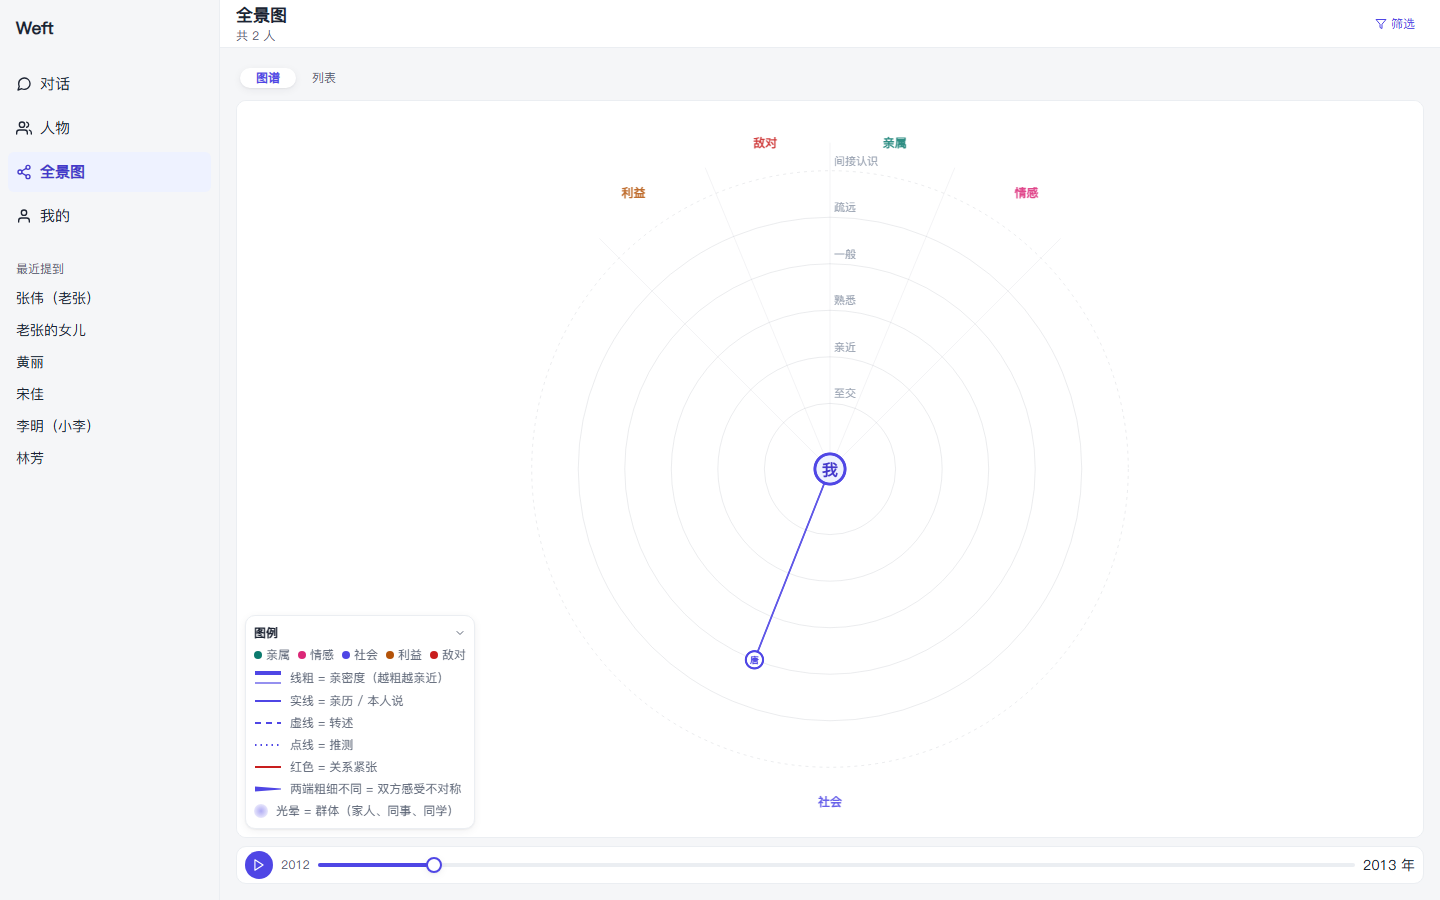 Weft
对话
人物
全景图
我的
最近提到
张伟（老张）
老张的女儿
黄丽
宋佳
李明（小李）
林芳
全景图
共 2 人
筛选
图谱
列表
敌对
亲属
利益
情感
间接认识
疏远
一般
熟悉
亲近
至交
我
唐
社会
图例
亲属 情感 社会 利益 敌对
线粗 = 亲密度（越粗越亲近）
实线 = 亲历 / 本人说
虚线 = 转述
点线 = 推测
红色 = 关系紧张
两端粗细不同 = 双方感受不对称
光晕 = 群体（家人、同事、同学）
2012
2013 年